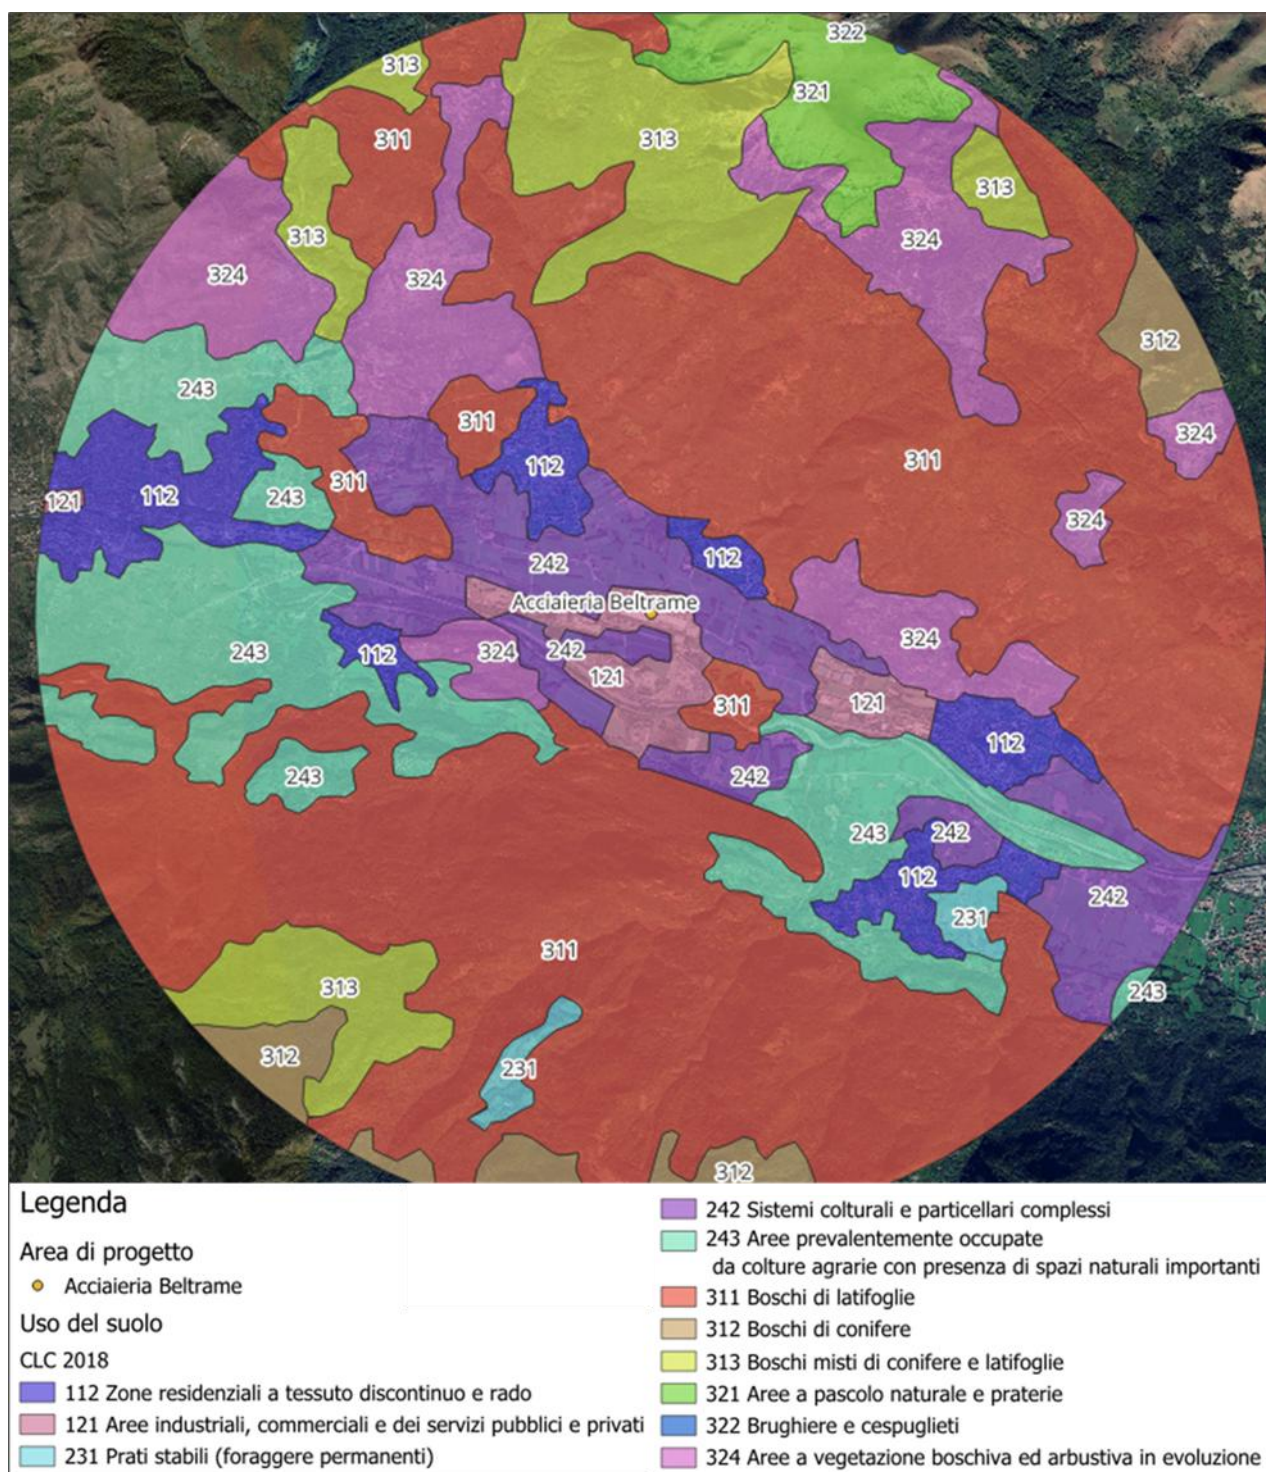 322
313
321
311
313
313
313
324
324
324
312
243
311
324
311
112
121
112
243
311
324
242
112
Acciaieria Beltrame
324
243
112
324
242
121
311
121
112
243
242
243
242
112
231
242
311
313
243
312
231
312
Legenda
Area di progetto
Acciaieria Beltrame
Uso del suolo
CLC 2018
112 Zone residenziali a tessuto discontinuo e rado
121 Aree industriali, commerciali e dei servizi pubblici e privati
231 Prati stabili (foraggere permanenti)
242 Sistemi colturali e particellari complessi
243 Aree prevalentemente occupate
da colture agrarie con presenza di spazi naturali importanti
311 Boschi di latifoglie
312 Boschi di conifere
313 Boschi misti di conifere e latifoglie
321 Aree a pascolo naturale e praterie
322 Brughiere e cespuglieti
324 Aree a vegetazione boschiva ed arbustiva in evoluzione